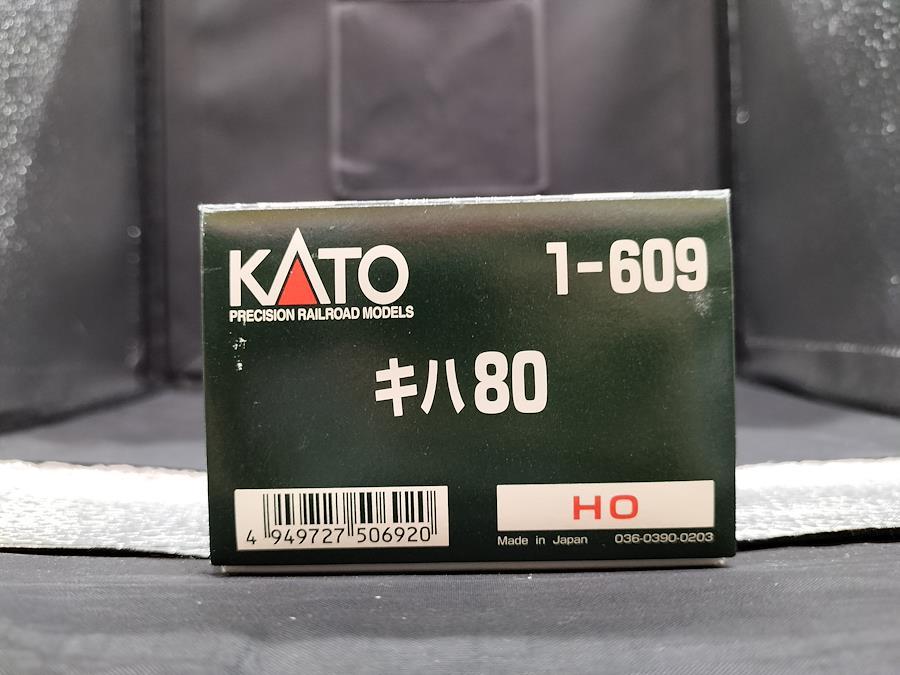 KATO 1-609
PRECISION RAILROAD MODELS
キハ80
HO
4 949727 506920
Made in Japan 036-0390-0203